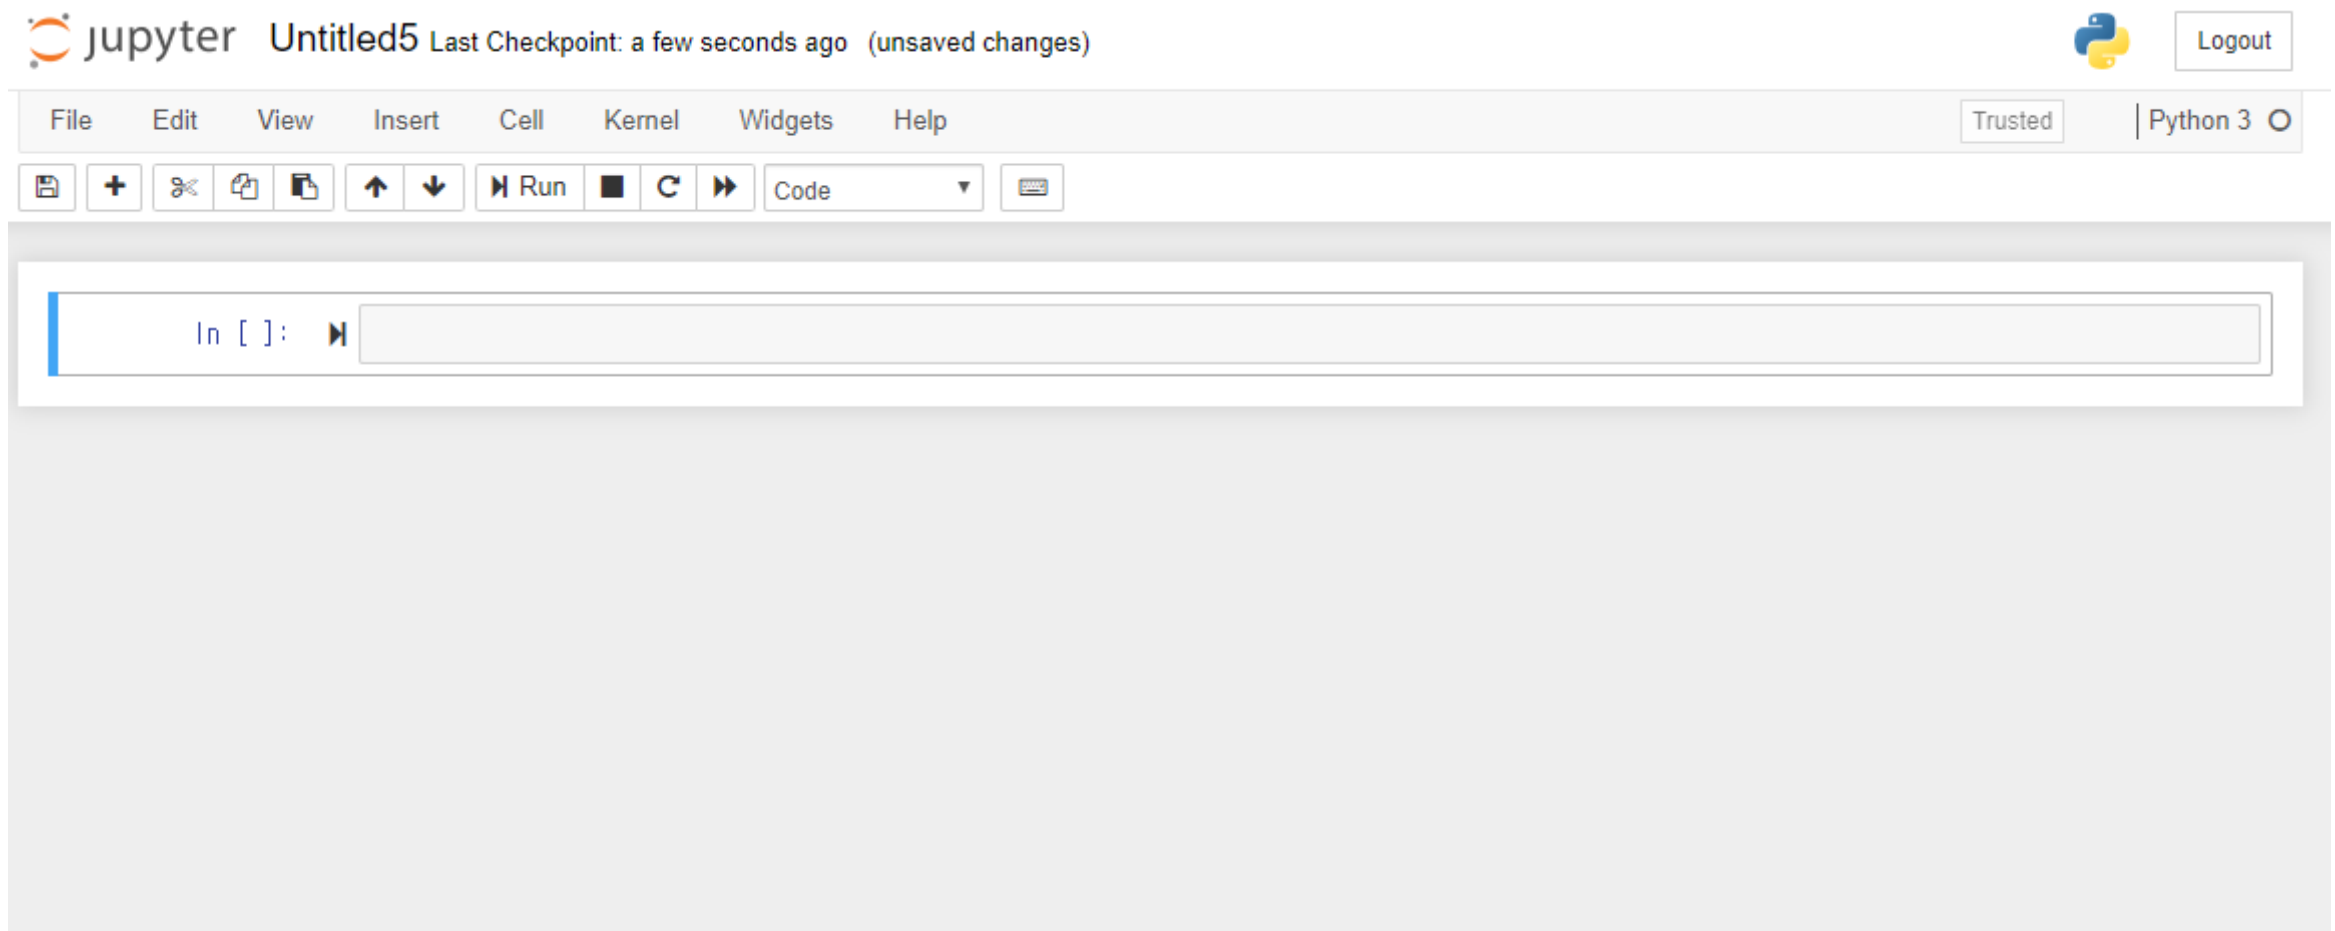 jupyter Untitled5 Last Checkpoint: a few seconds ago (unsaved changes) Logout
File Edit View Insert Cell Kernel Widgets Help Trusted Python 3
Run Code
In [ ]: